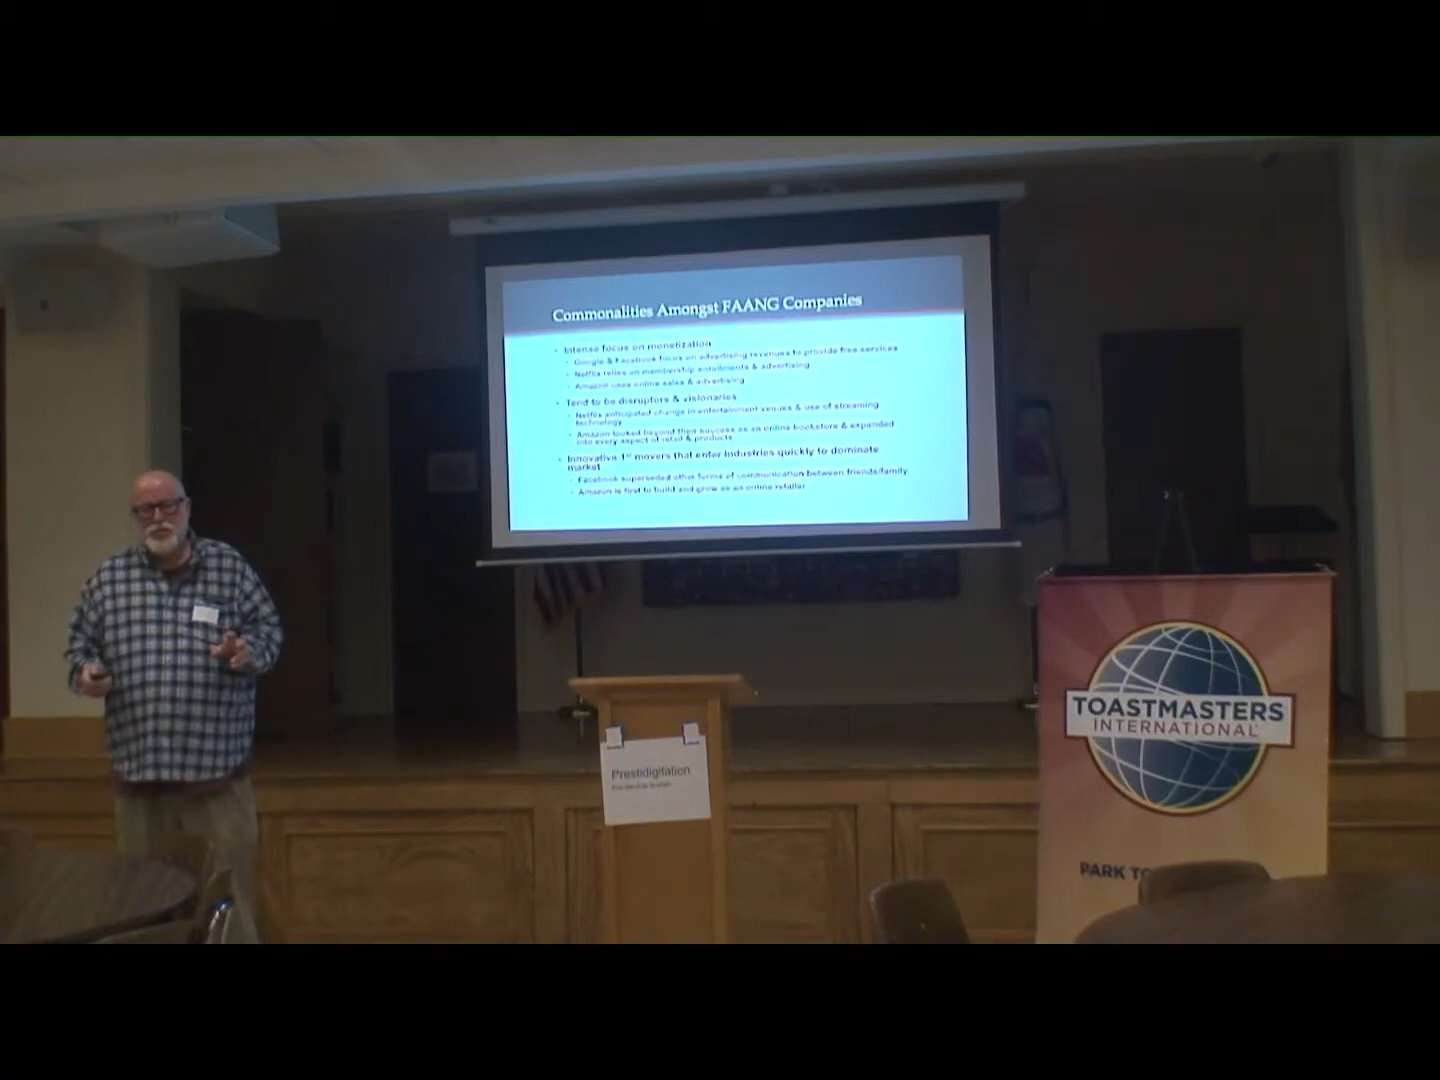 Commonalities Amongst FAANG Companies
Intense focus on monetization
Google & Facebook focus on advertising revenues to provide free services
Netflix relies on membership enrollments & advertising
Amazon uses online sales & advertising
Tend to be disruptors & visionaries
Netflix anticipated change in entertainment venues & use of streaming
technology
Amazon looked beyond their success as an online bookstore & expanded
into every aspect of retail & products
Innovative 1st movers that enter industries quickly to dominate
market
Facebook superseded other forms of communication between friends/family
Amazon is first to build and grow as an online retailer
Prestidigitation
TOASTMASTERS
INTERNATIONAL
PARK